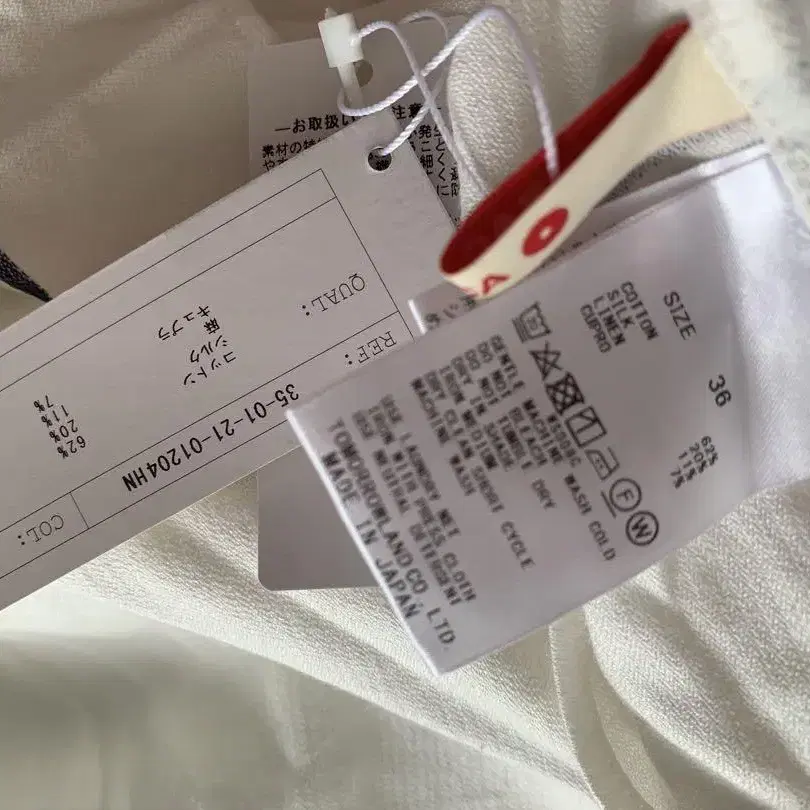 お取扱い
注意
素材の特
QUAL:
コットン 62%
シルク 20%
麻 11%
キュプラ 7%
REF:
35-01-21-01204HN
COL:
SIZE 36
COTTON 62%
SILK 20%
LINEN 11%
CUPRO 7%
F W
GENTLE MACHINE WASH COLD
DO NOT BLEACH
DO NOT TUMBLE DRY
DRY IN SHADE
IRON MEDIUM
DRY CLEAN SHORT CYCLE
MACHINE WASH
USE LAUNDRY NET
IRON WITH PRESS CLOTH
USE NEUTRAL DETERGENT
TOMORROWLAND CO., LTD.
MADE IN JAPAN